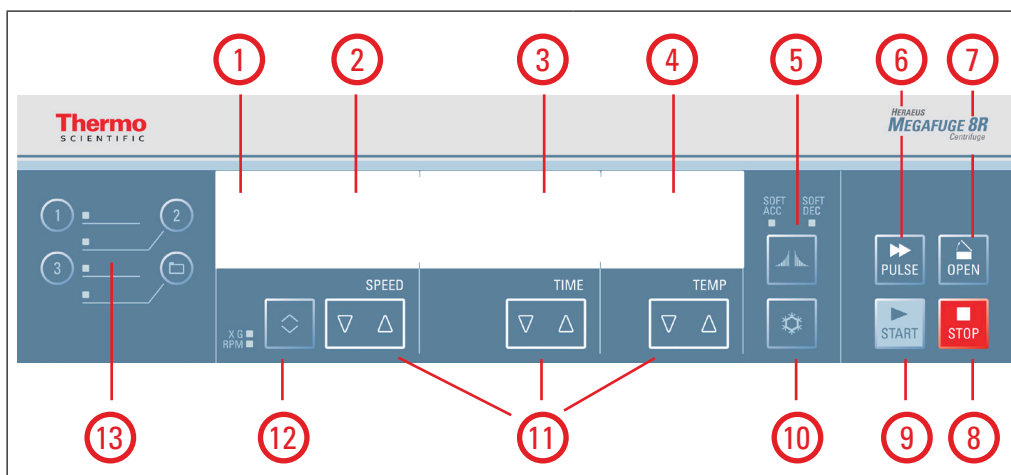 1 2 3 4 5 6 7
Thermo
SCIENTIFIC
HERAEUS
MEGAFUGE 8R
Centrifuge
1 2
3
SOFT ACC
SOFT DEC
PULSE
OPEN
SPEED
TIME
TEMP
X G
RPM
START
STOP
13 12 11 10 9 8